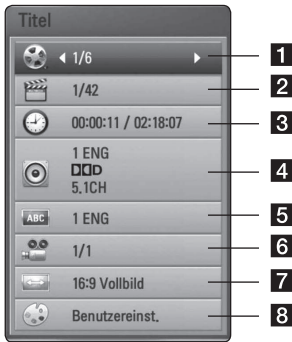 Titel
1/6 1
1/42 2
00:00:11 / 02:18:07 3
1 ENG
DD D
5.1CH 4
ABC 1 ENG 5
1/1 6
16:9 Vollbild 7
Benutzereinst. 8